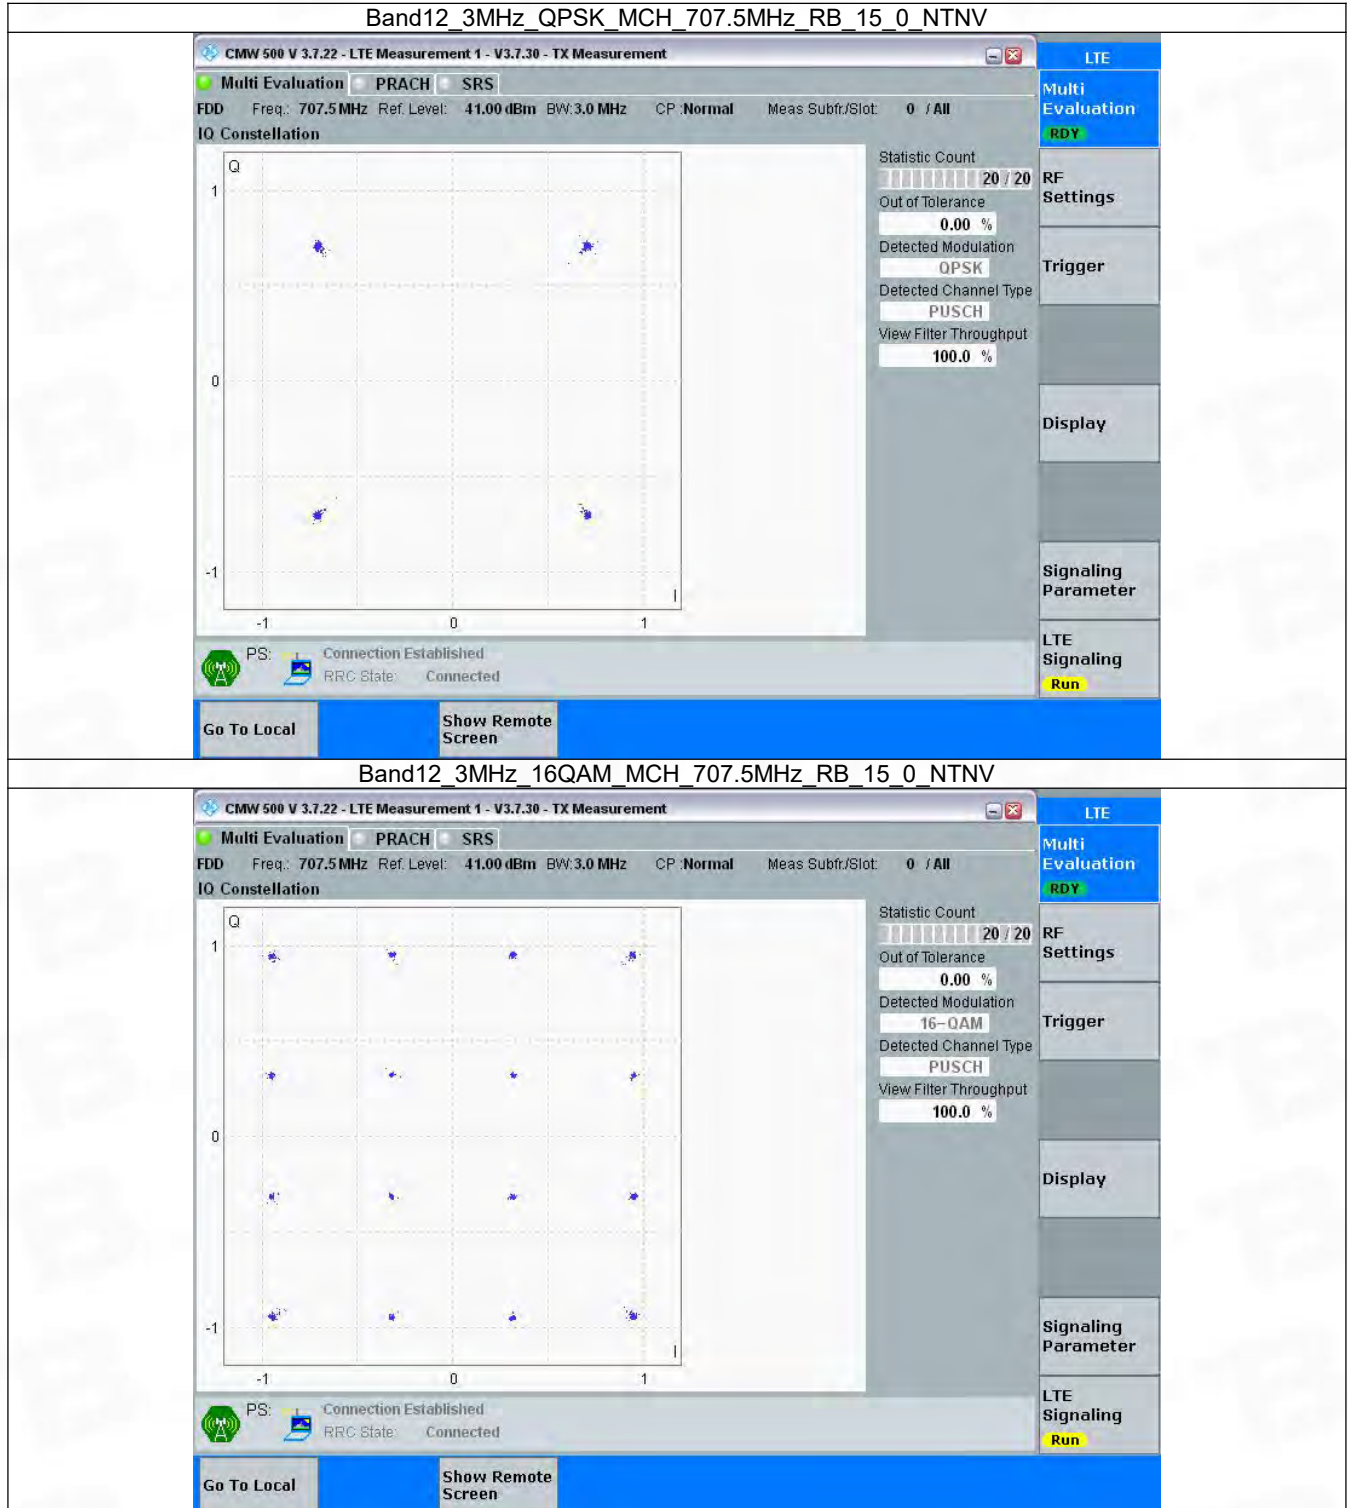 Band12_3MHz_QPSK_MCH_707.5MHz_RB_15_0_NTNV
CMW 500 V 3.7.22 - LTE Measurement 1 - V3.7.30 - TX Measurement
LTE
Multi Evaluation PRACH SRS
Multi
Evaluation
RDY
FDD Freq.: 707.5 MHz Ref. Level: 41.00 dBm BW: 3.0 MHz CP :Normal Meas Subfr./Slot: 0 / All
IQ Constellation
Q
1
0
-1
-1 0 1
I
Statistic Count
20 / 20
Out of Tolerance
0.00 %
Detected Modulation
QPSK
Detected Channel Type
PUSCH
View Filter Throughput
100.0 %
RF
Settings
Trigger
Display
Signaling
Parameter
LTE
Signaling
Run
PS: Connection Established
RRC State: Connected
Go To Local
Show Remote
Screen
Band12_3MHz_16QAM_MCH_707.5MHz_RB_15_0_NTNV
CMW 500 V 3.7.22 - LTE Measurement 1 - V3.7.30 - TX Measurement
LTE
Multi Evaluation PRACH SRS
Multi
Evaluation
RDY
FDD Freq.: 707.5 MHz Ref. Level: 41.00 dBm BW: 3.0 MHz CP :Normal Meas Subfr./Slot: 0 / All
IQ Constellation
Q
1
0
-1
-1 0 1
I
Statistic Count
20 / 20
Out of Tolerance
0.00 %
Detected Modulation
16-QAM
Detected Channel Type
PUSCH
View Filter Throughput
100.0 %
RF
Settings
Trigger
Display
Signaling
Parameter
LTE
Signaling
Run
PS: Connection Established
RRC State: Connected
Go To Local
Show Remote
Screen